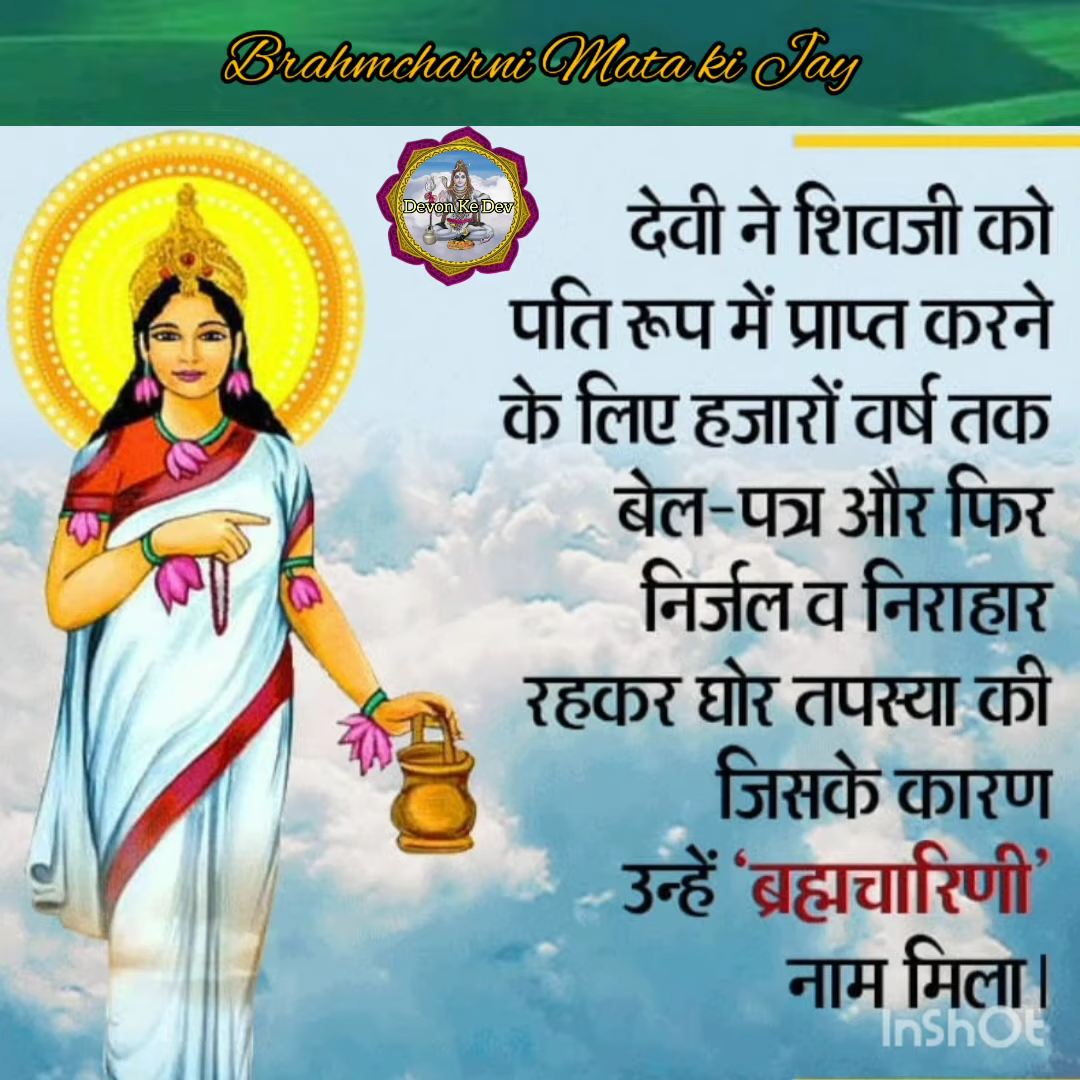 Brahmcharni Mata ki Jay
Devon Ke Dev
देवी ने शिवजी को
पति रूप में प्राप्त करने
के लिए हजारों वर्ष तक
बेल-पत्र और फिर
निर्जल व निराहार
रहकर घोर तपस्या की
जिसके कारण
उन्हें ‘ब्रह्मचारिणी’
नाम मिला।
InShOt